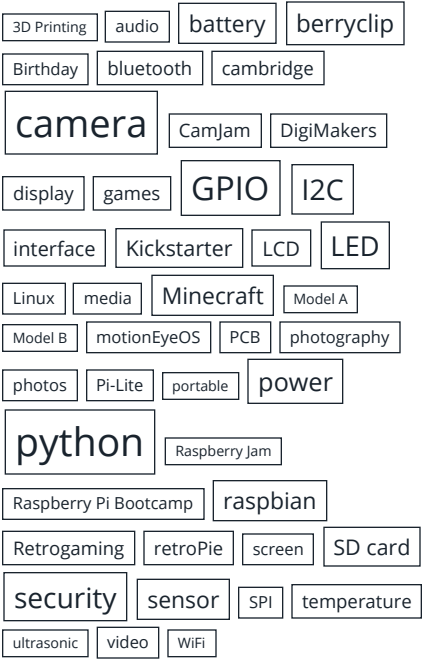 3D Printing audio battery berryclip
Birthday bluetooth cambridge
camera CamJam DigiMakers
display games GPIO I2C
interface Kickstarter LCD LED
Linux media Minecraft Model A
Model B motionEyeOS PCB photography
photos Pi-Lite portable power
python Raspberry Jam
Raspberry Pi Bootcamp raspbian
Retrogaming retroPie screen SD card
security sensor SPI temperature
ultrasonic video WiFi